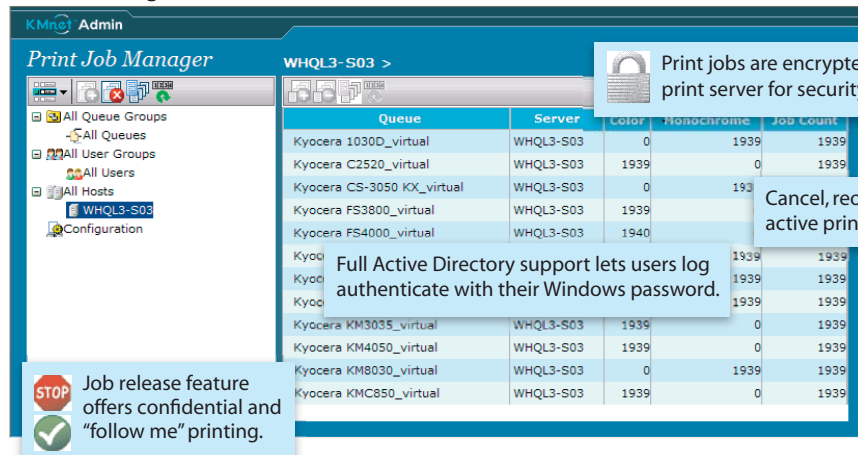 KMnet Admin
Print Job Manager
WHQL3-S03 >
Print jobs are
print server for
All Queue Groups
All Queues
All User Groups
All Users
All Hosts
WHQL3-S03
Configuration
Queue Server Color Monochrome Job Count
Kyocera 1030D_virtual WHQL3-S03 0 1939 1939
Kyocera C2520_virtual WHQL3-S03 1939 0 1939
Kyocera CS-3050 KX_virtual WHQL3-S03 0
Kyocera FS3800_virtual WHQL3-S03 1939
Kyocera FS4000_virtual WHQL3-S03 1940
Cancel,
active
1939 1939
1939 1939
1939 1939
Full Active Directory support lets users log
authenticate with their Windows password.
Kyocera KM3035_virtual WHQL3-S03 1939 0 1939
Kyocera KM4050_virtual WHQL3-S03 1939 0 1939
Kyocera KM8030_virtual WHQL3-S03 0 1939 1939
Kyocera KMC850_virtual WHQL3-S03 1939 0 1939
STOP
Job release feature
offers confidential and
“follow me” printing.